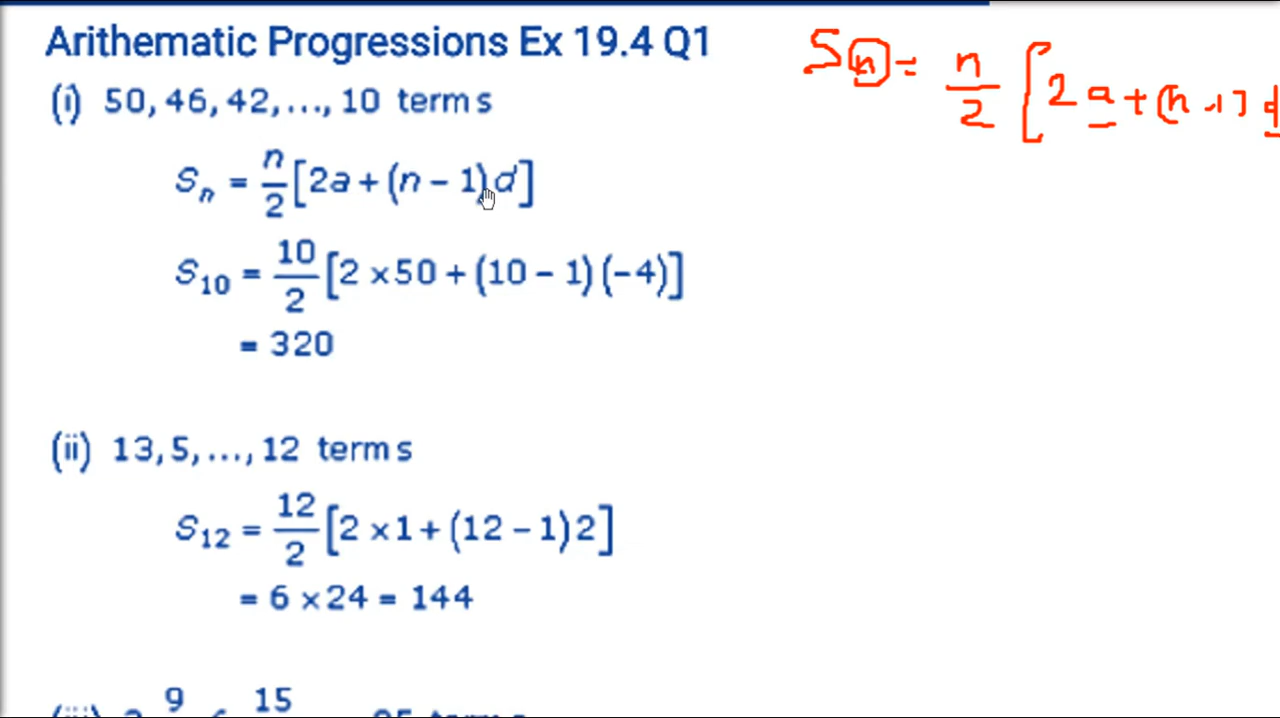 Arithematic Progressions Ex 19.4 Q1
Sn = n/2 [2a + (n-1) d
(i) 50, 46, 42, ..., 10 terms
Sn = n/2 [2a + (n − 1)d]
S10 = 10/2 [2 × 50 + (10 − 1)(−4)]
= 320
(ii) 13, 5, ..., 12 terms
S12 = 12/2 [2 × 1 + (12 − 1)2]
= 6 × 24 = 144
9 15